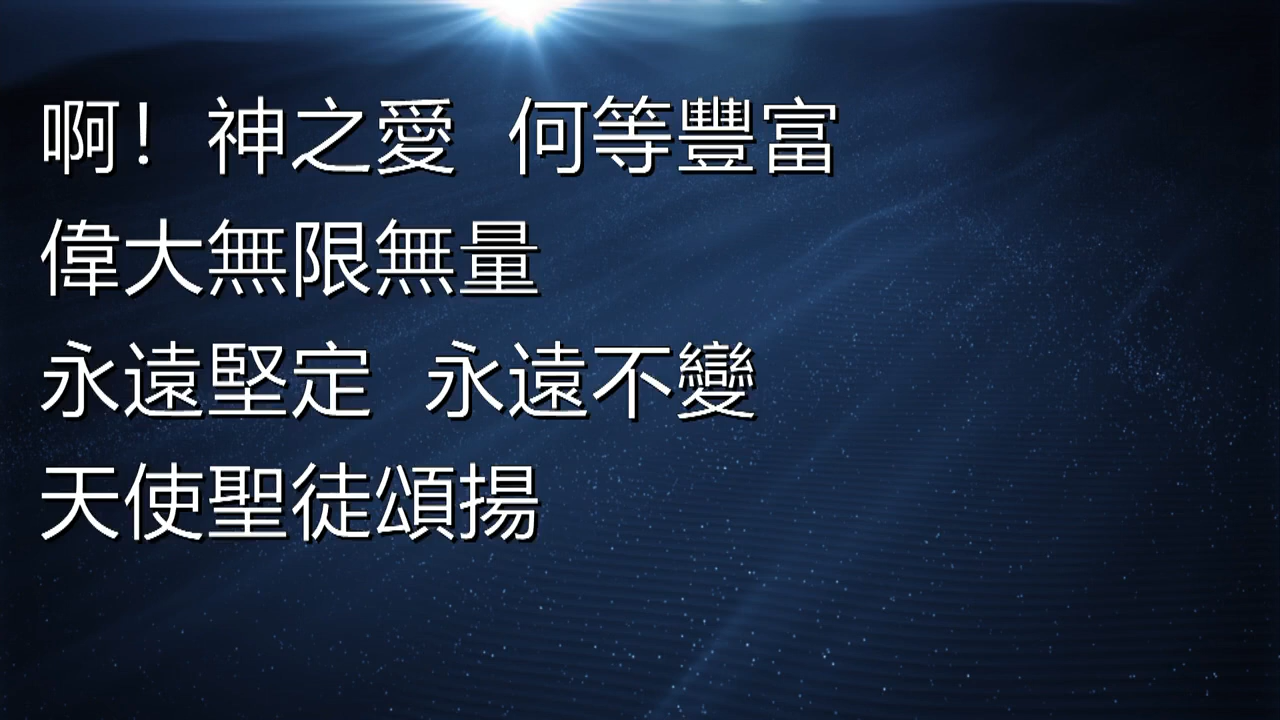 啊！神之愛 何等豐富
偉大無限無量
永遠堅定 永遠不變
天使聖徒頌揚